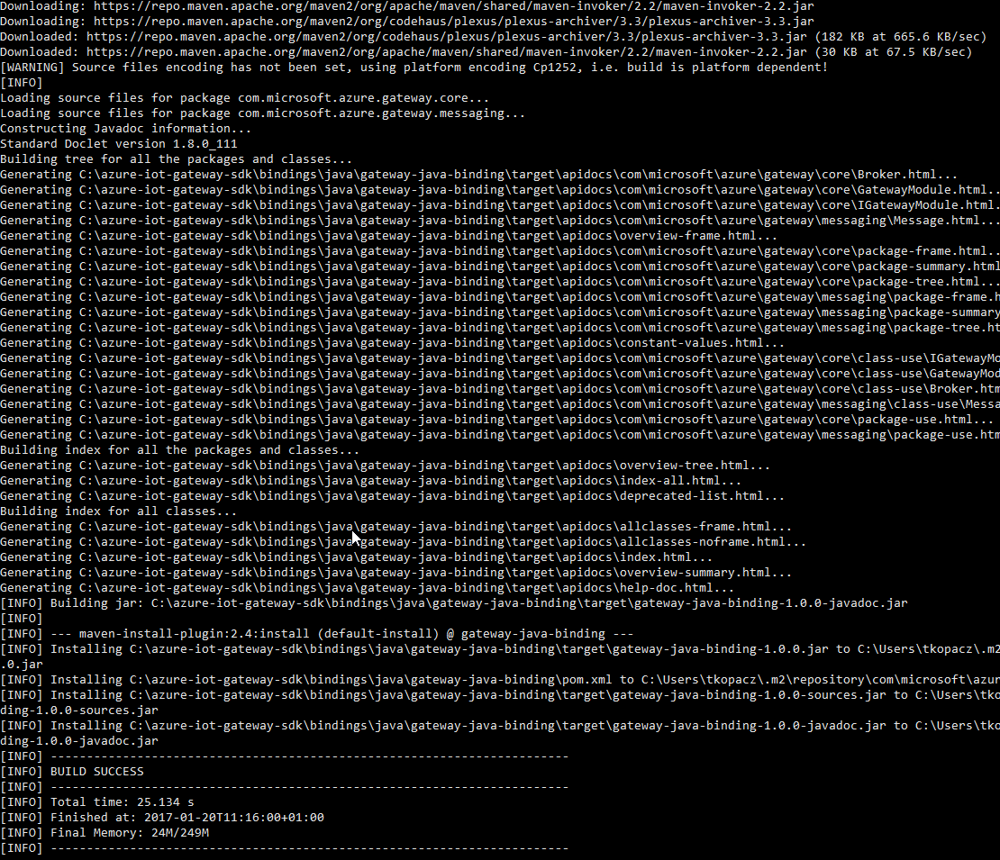 Downloading: https://repo.maven.apache.org/maven2/org/apache/maven/shared/maven-invoker/2.2/maven-invoker-2.2.jar
Downloading: https://repo.maven.apache.org/maven2/org/codehaus/plexus/plexus-archiver/3.3/plexus-archiver-3.3.jar
Downloaded: https://repo.maven.apache.org/maven2/org/codehaus/plexus/plexus-archiver/3.3/plexus-archiver-3.3.jar (182 KB at 665.6 KB/sec)
Downloaded: https://repo.maven.apache.org/maven2/org/apache/maven/shared/maven-invoker/2.2/maven-invoker-2.2.jar (30 KB at 67.5 KB/sec)
[WARNING] Source files encoding has not been set, using platform encoding Cp1252, i.e. build is platform dependent!
[INFO]
Loading source files for package com.microsoft.azure.gateway.core...
Loading source files for package com.microsoft.azure.gateway.messaging...
Constructing Javadoc information...
Standard Doclet version 1.8.0_111
Building tree for all the packages and classes...
Generating C:\azure-iot-gateway-sdk\bindings\java\gateway-java-binding\target\apidocs\com\microsoft\azure\gateway\core\Broker.html...
Generating C:\azure-iot-gateway-sdk\bindings\java\gateway-java-binding\target\apidocs\com\microsoft\azure\gateway\core\GatewayModule.html..
Generating C:\azure-iot-gateway-sdk\bindings\java\gateway-java-binding\target\apidocs\com\microsoft\azure\gateway\core\IGatewayModule.html.
Generating C:\azure-iot-gateway-sdk\bindings\java\gateway-java-binding\target\apidocs\com\microsoft\azure\gateway\messaging\Message.html...
Generating C:\azure-iot-gateway-sdk\bindings\java\gateway-java-binding\target\apidocs\overview-frame.html...
Generating C:\azure-iot-gateway-sdk\bindings\java\gateway-java-binding\target\apidocs\com\microsoft\azure\gateway\core\package-frame.html..
Generating C:\azure-iot-gateway-sdk\bindings\java\gateway-java-binding\target\apidocs\com\microsoft\azure\gateway\core\package-summary.html
Generating C:\azure-iot-gateway-sdk\bindings\java\gateway-java-binding\target\apidocs\com\microsoft\azure\gateway\core\package-tree.html...
Generating C:\azure-iot-gateway-sdk\bindings\java\gateway-java-binding\target\apidocs\com\microsoft\azure\gateway\messaging\package-frame.h
Generating C:\azure-iot-gateway-sdk\bindings\java\gateway-java-binding\target\apidocs\com\microsoft\azure\gateway\messaging\package-summary
Generating C:\azure-iot-gateway-sdk\bindings\java\gateway-java-binding\target\apidocs\com\microsoft\azure\gateway\messaging\package-tree.ht
Generating C:\azure-iot-gateway-sdk\bindings\java\gateway-java-binding\target\apidocs\constant-values.html...
Generating C:\azure-iot-gateway-sdk\bindings\java\gateway-java-binding\target\apidocs\com\microsoft\azure\gateway\core\class-use\IGatewayMo
Generating C:\azure-iot-gateway-sdk\bindings\java\gateway-java-binding\target\apidocs\com\microsoft\azure\gateway\core\class-use\GatewayMod
Generating C:\azure-iot-gateway-sdk\bindings\java\gateway-java-binding\target\apidocs\com\microsoft\azure\gateway\core\class-use\Broker.htm
Generating C:\azure-iot-gateway-sdk\bindings\java\gateway-java-binding\target\apidocs\com\microsoft\azure\gateway\messaging\class-use\Messa
Generating C:\azure-iot-gateway-sdk\bindings\java\gateway-java-binding\target\apidocs\com\microsoft\azure\gateway\core\package-use.html...
Generating C:\azure-iot-gateway-sdk\bindings\java\gateway-java-binding\target\apidocs\com\microsoft\azure\gateway\messaging\package-use.htm
Building index for all the packages and classes...
Generating C:\azure-iot-gateway-sdk\bindings\java\gateway-java-binding\target\apidocs\overview-tree.html...
Generating C:\azure-iot-gateway-sdk\bindings\java\gateway-java-binding\target\apidocs\index-all.html...
Generating C:\azure-iot-gateway-sdk\bindings\java\gateway-java-binding\target\apidocs\deprecated-list.html...
Building index for all classes...
Generating C:\azure-iot-gateway-sdk\bindings\java\gateway-java-binding\target\apidocs\allclasses-frame.html...
Generating C:\azure-iot-gateway-sdk\bindings\java\gateway-java-binding\target\apidocs\allclasses-noframe.html...
Generating C:\azure-iot-gateway-sdk\bindings\java\gateway-java-binding\target\apidocs\index.html...
Generating C:\azure-iot-gateway-sdk\bindings\java\gateway-java-binding\target\apidocs\overview-summary.html...
Generating C:\azure-iot-gateway-sdk\bindings\java\gateway-java-binding\target\apidocs\help-doc.html...
[INFO] Building jar: C:\azure-iot-gateway-sdk\bindings\java\gateway-java-binding\target\gateway-java-binding-1.0.0-javadoc.jar
[INFO]
[INFO] --- maven-install-plugin:2.4:install (default-install) @ gateway-java-binding ---
[INFO] Installing C:\azure-iot-gateway-sdk\bindings\java\gateway-java-binding\target\gateway-java-binding-1.0.0.jar to C:\Users\tkopacz\.m2
.0.jar
[INFO] Installing C:\azure-iot-gateway-sdk\bindings\java\gateway-java-binding\pom.xml to C:\Users\tkopacz\.m2\repository\com\microsoft\azur
[INFO] Installing C:\azure-iot-gateway-sdk\bindings\java\gateway-java-binding\target\gateway-java-binding-1.0.0-sources.jar to C:\Users\tko
ding-1.0.0-sources.jar
[INFO] Installing C:\azure-iot-gateway-sdk\bindings\java\gateway-java-binding\target\gateway-java-binding-1.0.0-javadoc.jar to C:\Users\tko
ding-1.0.0-javadoc.jar
[INFO] ------------------------------------------------------------------------
[INFO] BUILD SUCCESS
[INFO] ------------------------------------------------------------------------
[INFO] Total time: 25.134 s
[INFO] Finished at: 2017-01-20T11:16:00+01:00
[INFO] Final Memory: 24M/249M
[INFO] ------------------------------------------------------------------------